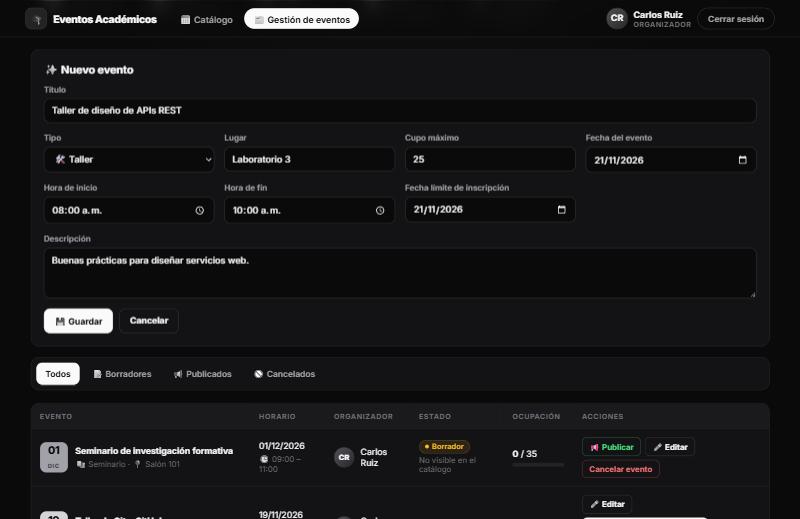 Eventos Académicos
Catálogo
Gestión de eventos
CR
Carlos Ruiz
ORGANIZADOR
Cerrar sesión
Nuevo evento
Título
Taller de diseño de APIs REST
Tipo
Lugar
Cupo máximo
Fecha del evento
Taller
Laboratorio 3
25
21/11/2026
Hora de inicio
Hora de fin
Fecha límite de inscripción
08:00 a.m.
10:00 a.m.
21/11/2026
Descripción
Buenas prácticas para diseñar servicios web.
Guardar
Cancelar
Todos
Borradores
Publicados
Cancelados
EVENTO
HORARIO
ORGANIZADOR
ESTADO
OCUPACIÓN
ACCIONES
01
DIC
Seminario de investigación formativa
Seminario · Salón 101
01/12/2026
09:00 –
11:00
CR
Carlos
Ruiz
Borrador
No visible en el
catálogo
0 / 35
Publicar
Editar
Cancelar evento
19/11/2026
Editar